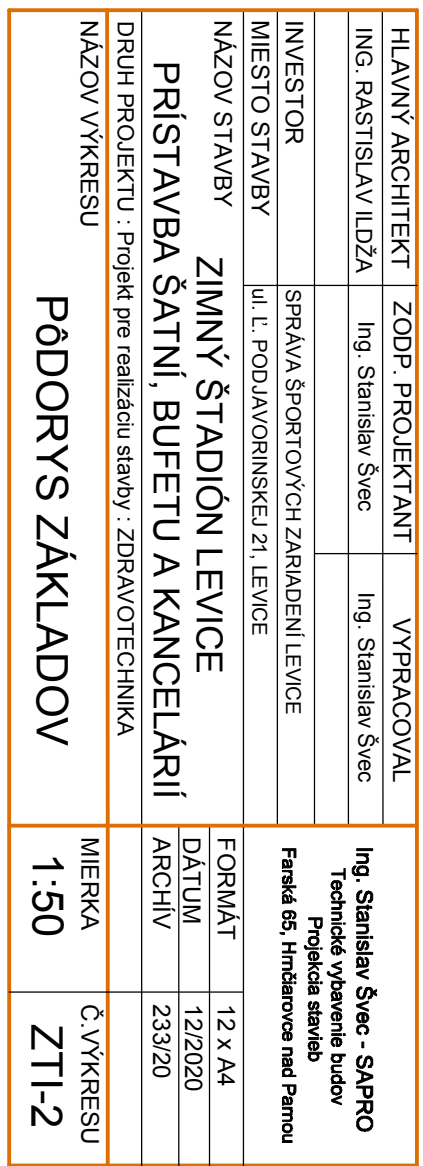 HLAVNÝ ARCHITEKT ZODP. PROJEKTANT VYPRACOVAL
ING. RASTISLAV ILDŽA Ing. Stanislav Švec Ing. Stanislav Švec
Ing. Stanislav Švec - SAPRO
Technické vybavenie budov
Projekcia stavieb
Farská 65, Hrnčiarovce nad Parnou
INVESTOR SPRÁVA ŠPORTOVÝCH ZARIADENÍ LEVICE
MIESTO STAVBY ul. Ľ. PODJAVORINSKEJ 21, LEVICE
NÁZOV STAVBY
ZIMNÝ ŠTADIÓN LEVICE
PRÍSTAVBA ŠATNÍ, BUFETU A KANCELÁRIÍ
FORMÁT 12 x A4
DÁTUM 12/2020
ARCHÍV 233/20
DRUH PROJEKTU : Projekt pre realizáciu stavby : ZDRAVOTECHNIKA
NÁZOV VÝKRESU
PôDORYS ZÁKLADOV
MIERKA Č.VÝKRESU
1:50 ZTI-2